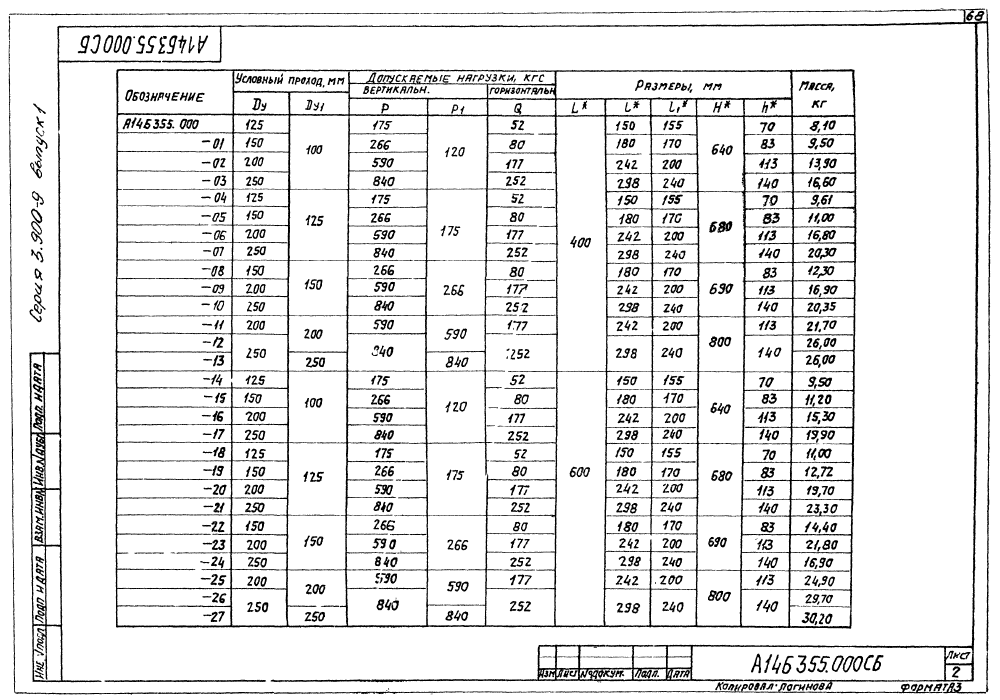 68
А14Б355.000СБ
Серия 3.900-9 выпуск 1
Обозначение Условный проход, мм Допускаемые нагрузки, кгс Размеры, мм Масса, кг
вертикальн. горизонтальн
Dу Dу1 P P1 Q L* l* l1* H* h*
А14Б355.000 125 100 175 120 52 400 150 155 640 70 8,10
-01 150 266 80 180 170 83 9,50
-02 200 590 177 242 200 113 13,90
-03 250 840 252 298 240 140 16,60
-04 125 125 175 175 52 150 155 680 70 9,61
-05 150 266 80 180 170 83 11,00
-06 200 590 177 242 200 113 16,80
-07 250 840 252 298 240 140 20,30
-08 150 150 266 266 80 180 170 690 83 12,30
-09 200 590 177 242 200 113 16,90
-10 250 840 252 298 240 140 20,35
-11 200 200 590 590 177 242 200 800 113 21,70
-12 250 840 252 298 240 140 26,00
-13 250 840 26,00
-14 125 100 175 120 52 600 150 155 640 70 9,50
-15 150 266 80 180 170 83 11,20
-16 200 590 177 242 200 113 15,30
-17 250 840 252 298 240 140 19,90
-18 125 125 175 175 52 150 155 680 70 11,00
-19 150 266 80 180 170 83 12,72
-20 200 590 177 242 200 113 19,70
-21 250 840 252 298 240 140 23,30
-22 150 150 266 266 80 180 170 690 83 14,40
-23 200 590 177 242 200 113 21,80
-24 250 840 252 298 240 140 16,90
-25 200 200 590 590 177 242 200 800 113 24,90
-26 250 840 252 298 240 140 29,70
-27 250 840 30,20
Инв. №подл. Подп. и дата Взам. инв№ Инв.№дубл Подп. и дата
Изм Лист №докум. Подп. Дата
А14Б355.000СБ
Лист
2
Копировал: Логинова
Формат А3